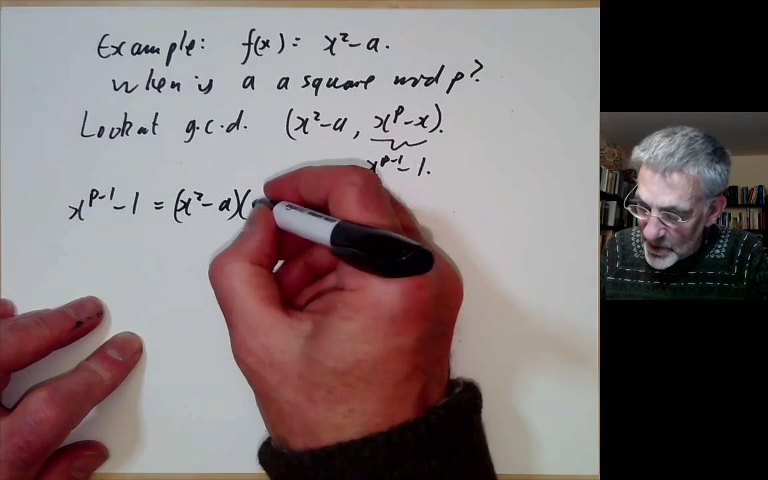 Example: f(x) = x²-a.
When is a a square mod p?
Look at g.c.d. (x²-a, x^p-x).
x^{p-1}-1.
x^{p-1}-1 = (x²-a)(